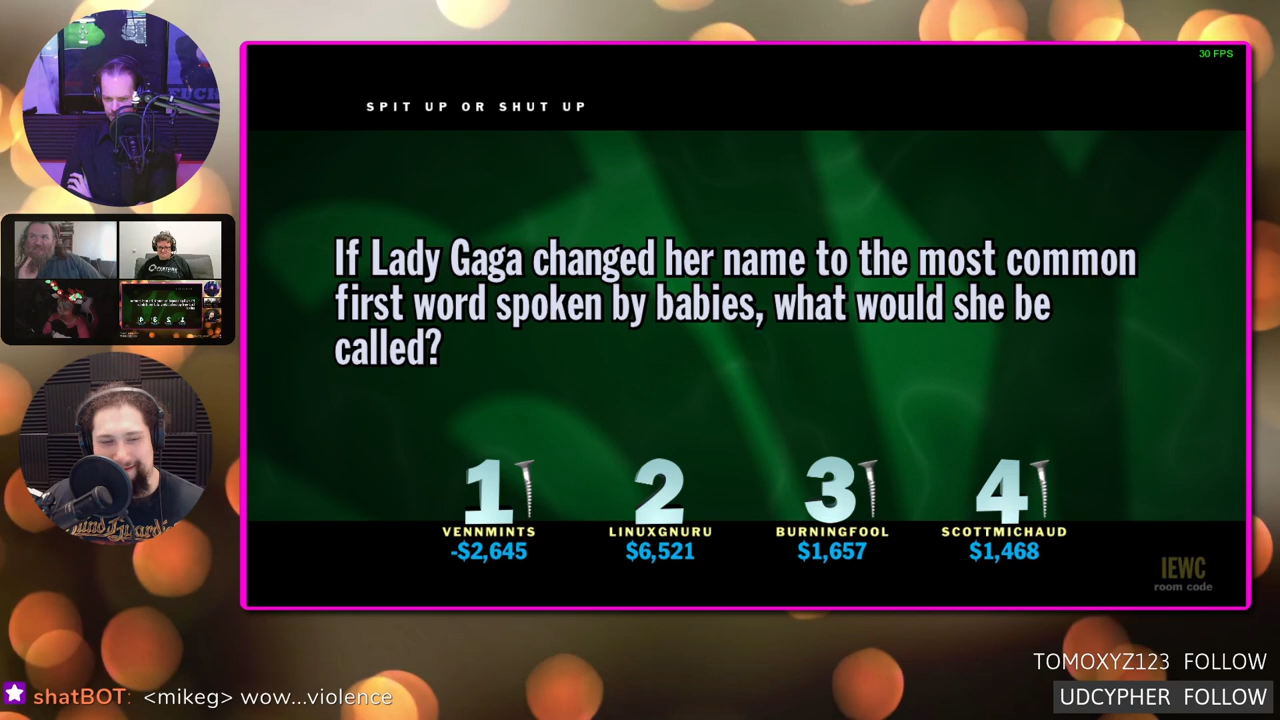 30 FPS
SPIT UP OR SHUT UP
If Lady Gaga changed her name to the most common
first word spoken by babies, what would she be
called?
1 2 3 4
VENNMINTS LINUXGNURU BURNINGFOOL SCOTTMICHAUD
-$2,645 $6,521 $1,657 $1,468
IEWC
room code
TOMOXYZ123 FOLLOW
UDCYPHER FOLLOW
shatBOT: <mikeg> wow...violence